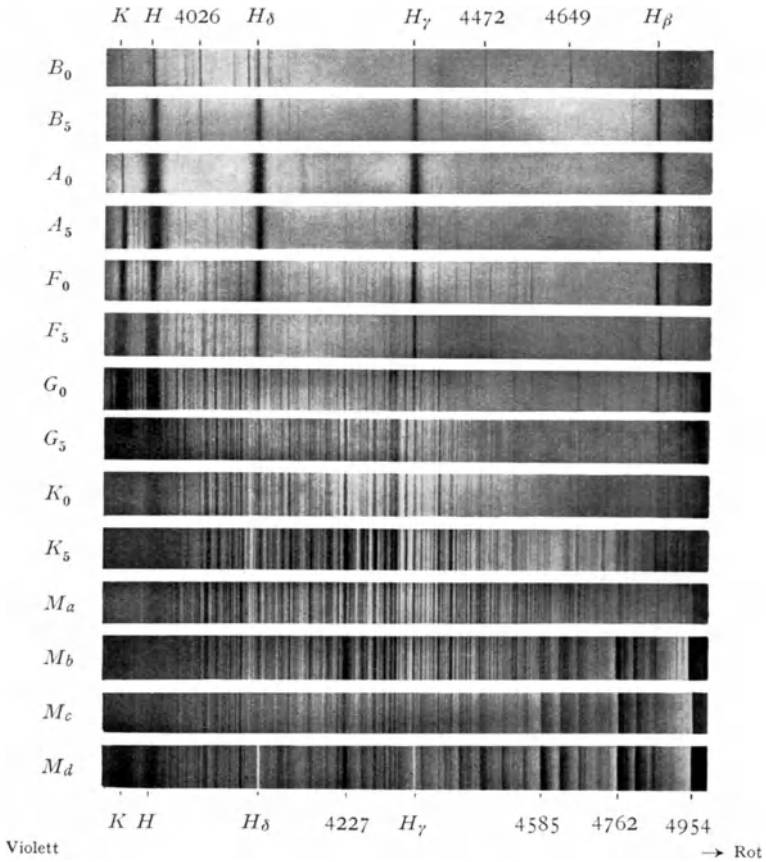 K H 4026 Hδ Hγ 4472 4649 Hβ
B0
B5
A0
A5
F0
F5
G0
G5
K0
K5
Ma
Mb
Mc
Md
K H Hδ 4227 Hγ 4585 4762 4954
Violett → Rot